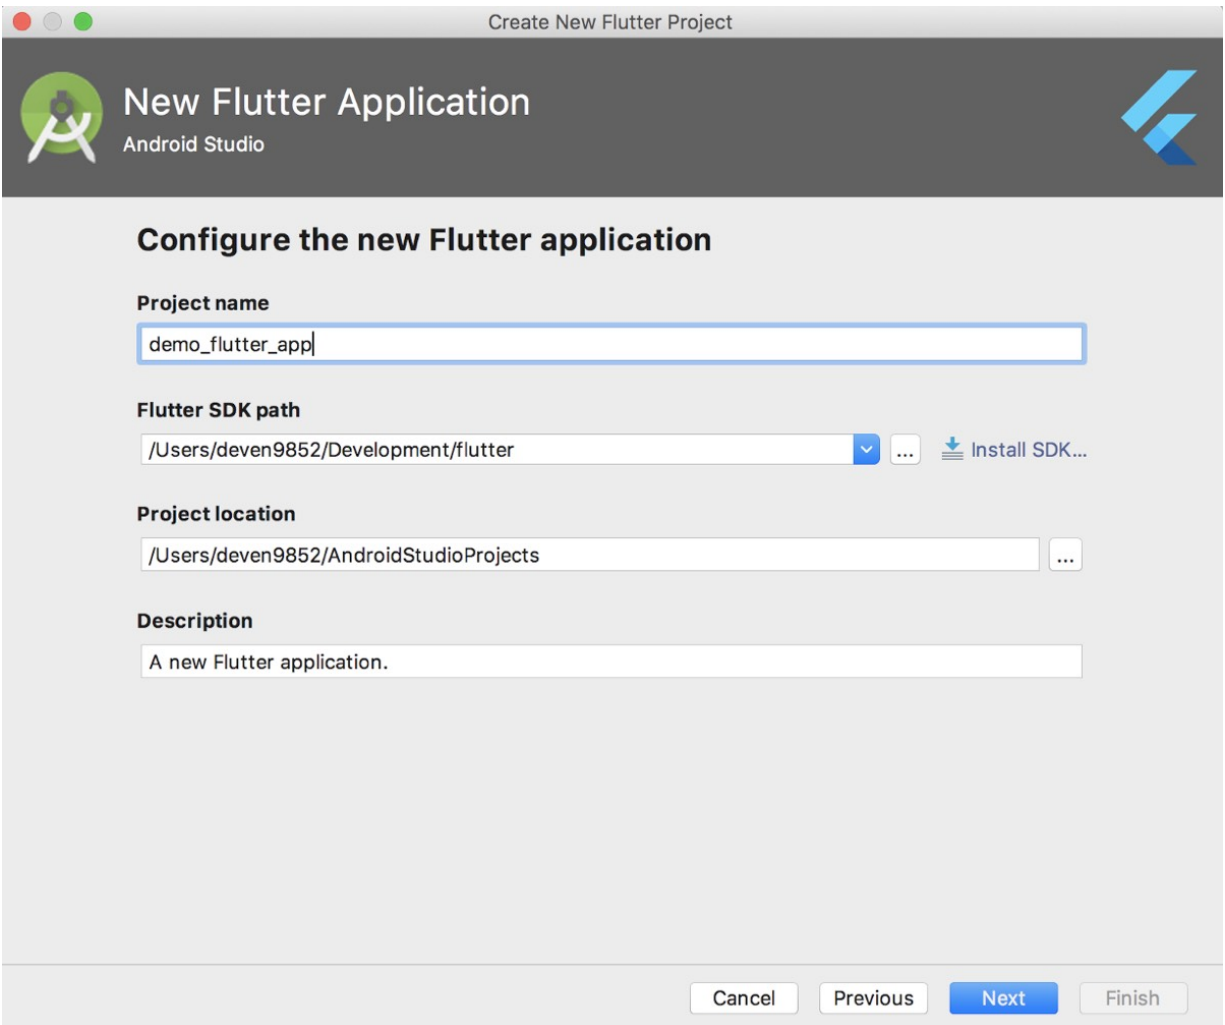 Create New Flutter Project
New Flutter Application
Android Studio
Configure the new Flutter application
Project name
demo_flutter_app
Flutter SDK path
/Users/deven9852/Development/flutter
... Install SDK...
Project location
/Users/deven9852/AndroidStudioProjects
...
Description
A new Flutter application.
Cancel Previous Next Finish